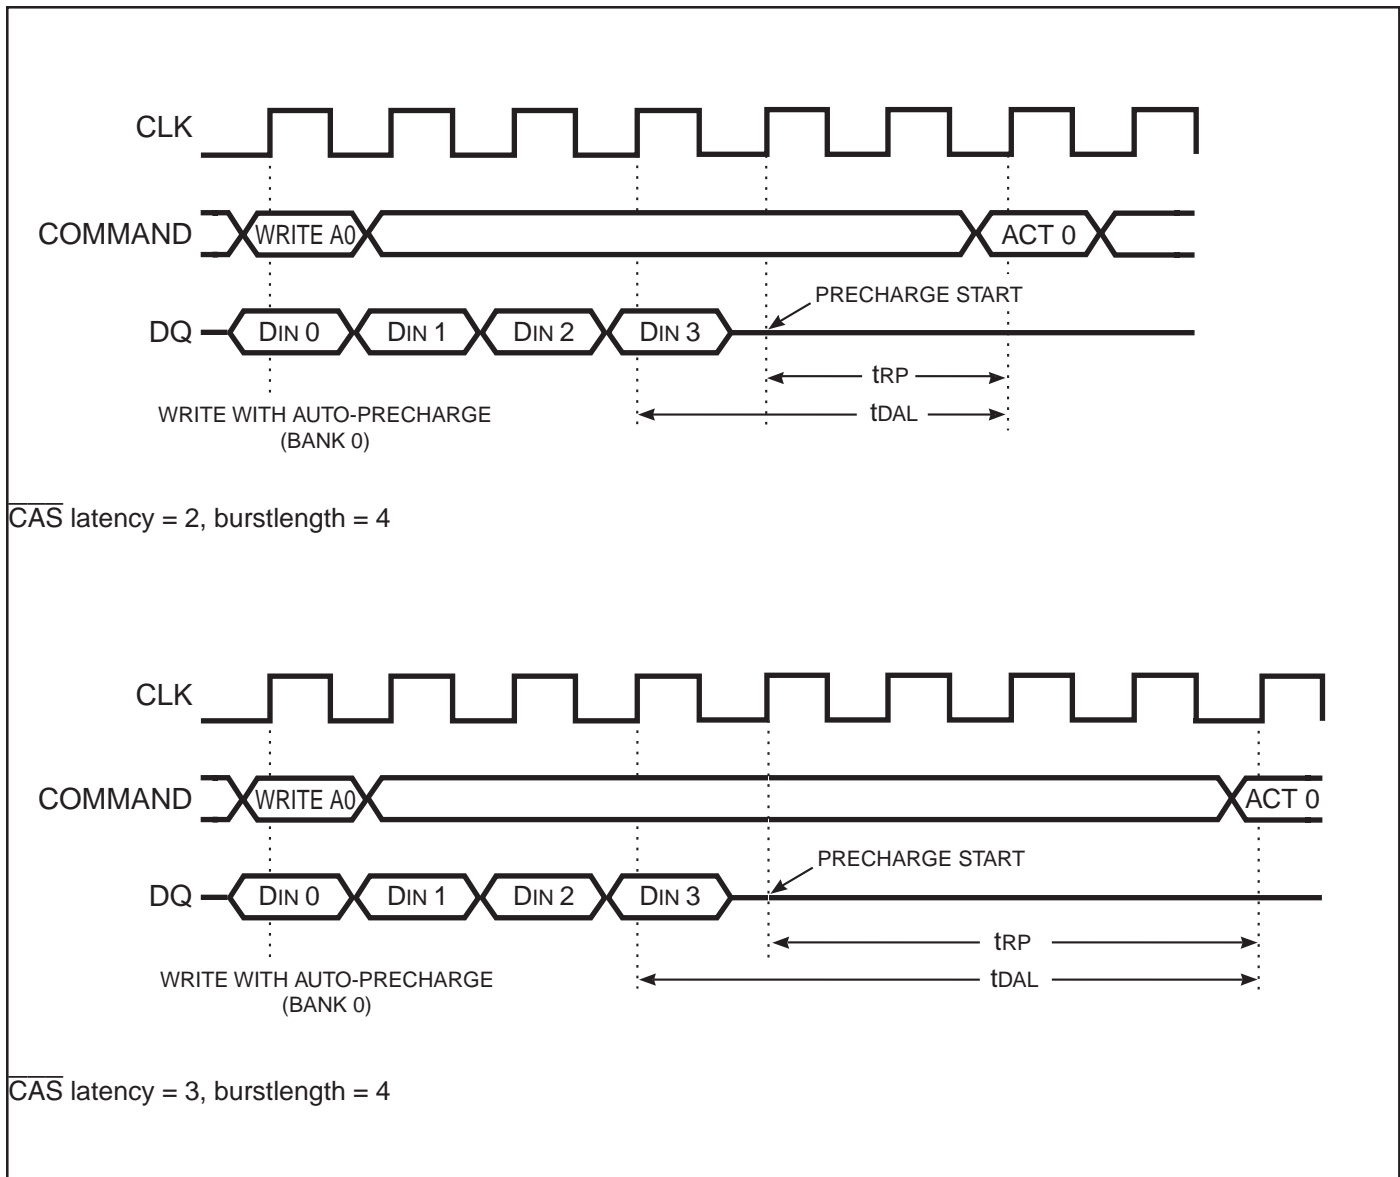 CLK
COMMAND WRITE A0 ACT 0
PRECHARGE START
DQ DIN 0 DIN 1 DIN 2 DIN 3
tRP
tDAL
WRITE WITH AUTO-PRECHARGE
(BANK 0)
CAS latency = 2, burstlength = 4
CLK
COMMAND WRITE A0 ACT 0
PRECHARGE START
DQ DIN 0 DIN 1 DIN 2 DIN 3
tRP
tDAL
WRITE WITH AUTO-PRECHARGE
(BANK 0)
CAS latency = 3, burstlength = 4